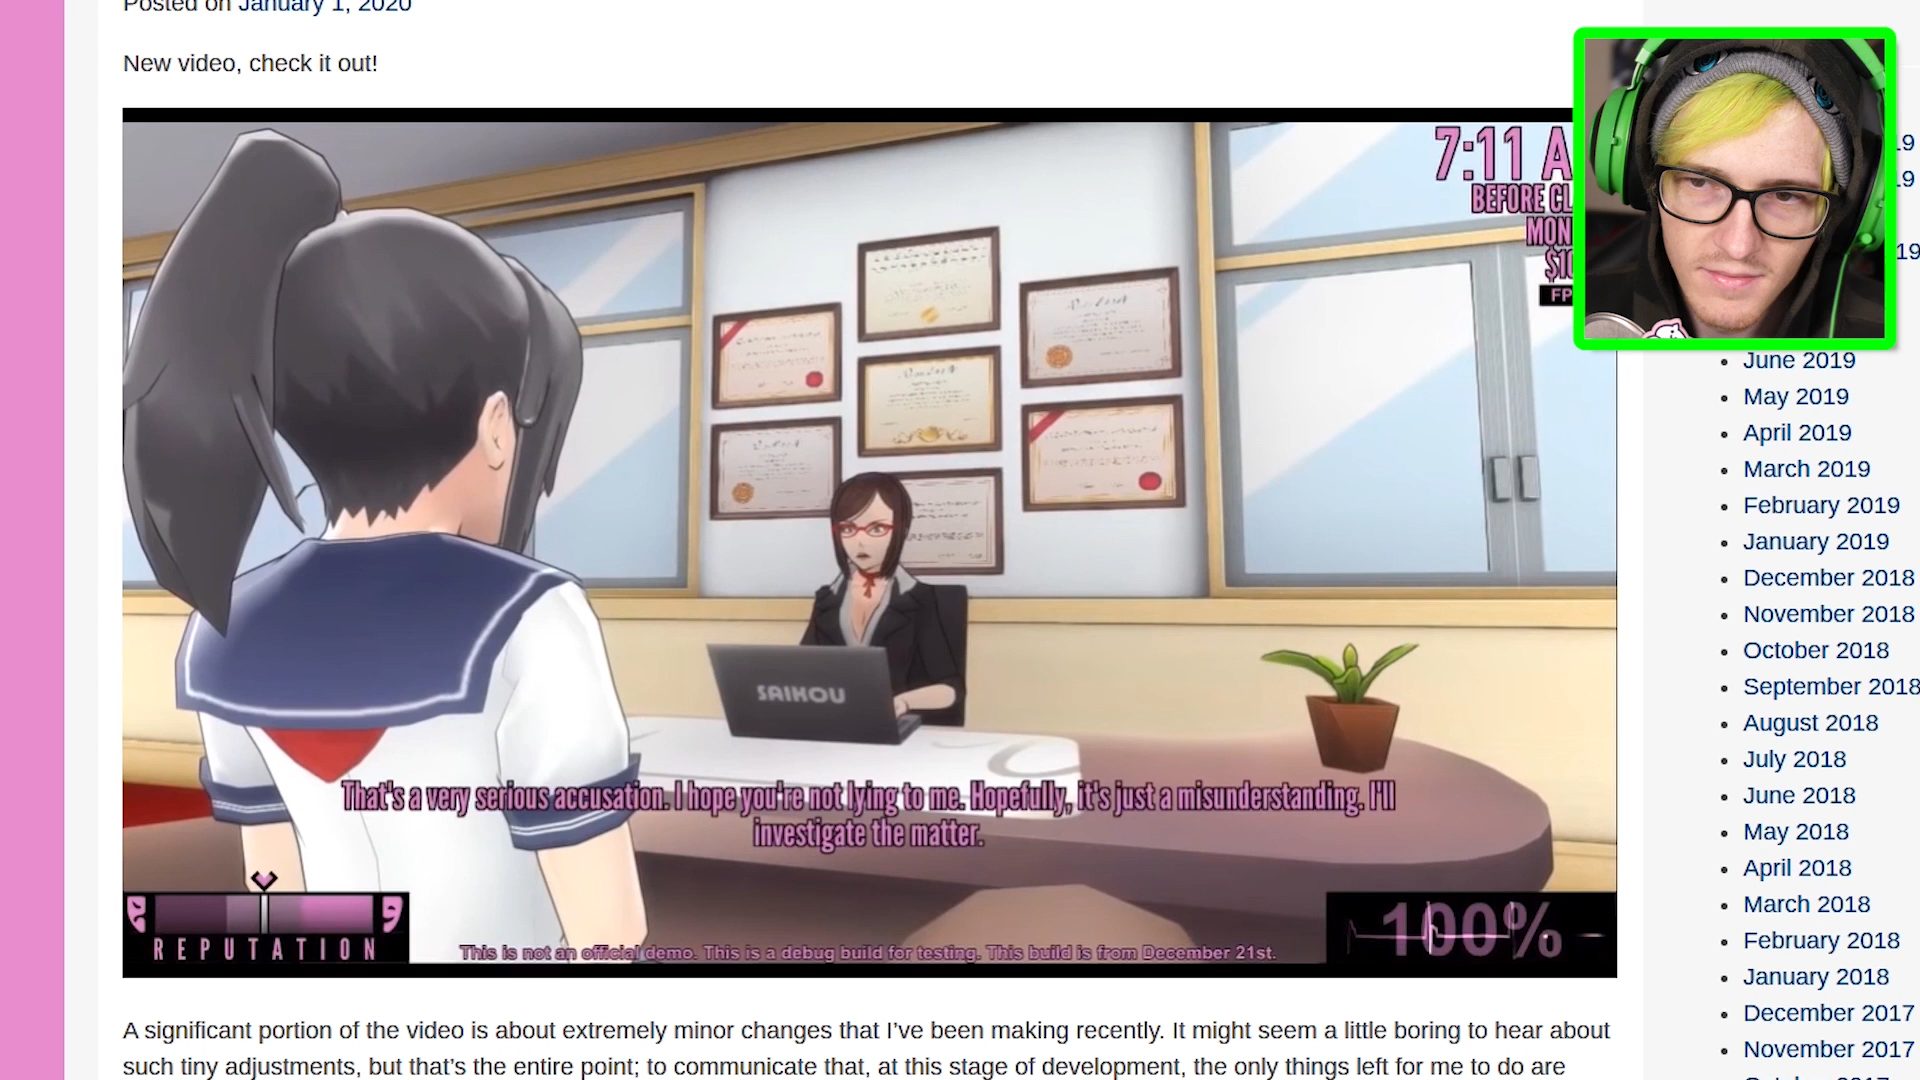 Posted on January 1, 2020
New video, check it out!
7:11 A
BEFORE CL
MON
$10
FP
19
19
19
SAIKOU
That's a very serious accusation. I hope you're not lying to me. Hopefully, it's just a misunderstanding. I'll
investigate the matter.
REPUTATION
100%
This is not an official demo. This is a debug build for testing. This build is from December 21st.
A significant portion of the video is about extremely minor changes that I've been making recently. It might seem a little boring to hear about
such tiny adjustments, but that's the entire point; to communicate that, at this stage of development, the only things left for me to do are
June 2019
May 2019
April 2019
March 2019
February 2019
January 2019
December 2018
November 2018
October 2018
September 2018
August 2018
July 2018
June 2018
May 2018
April 2018
March 2018
February 2018
January 2018
December 2017
November 2017